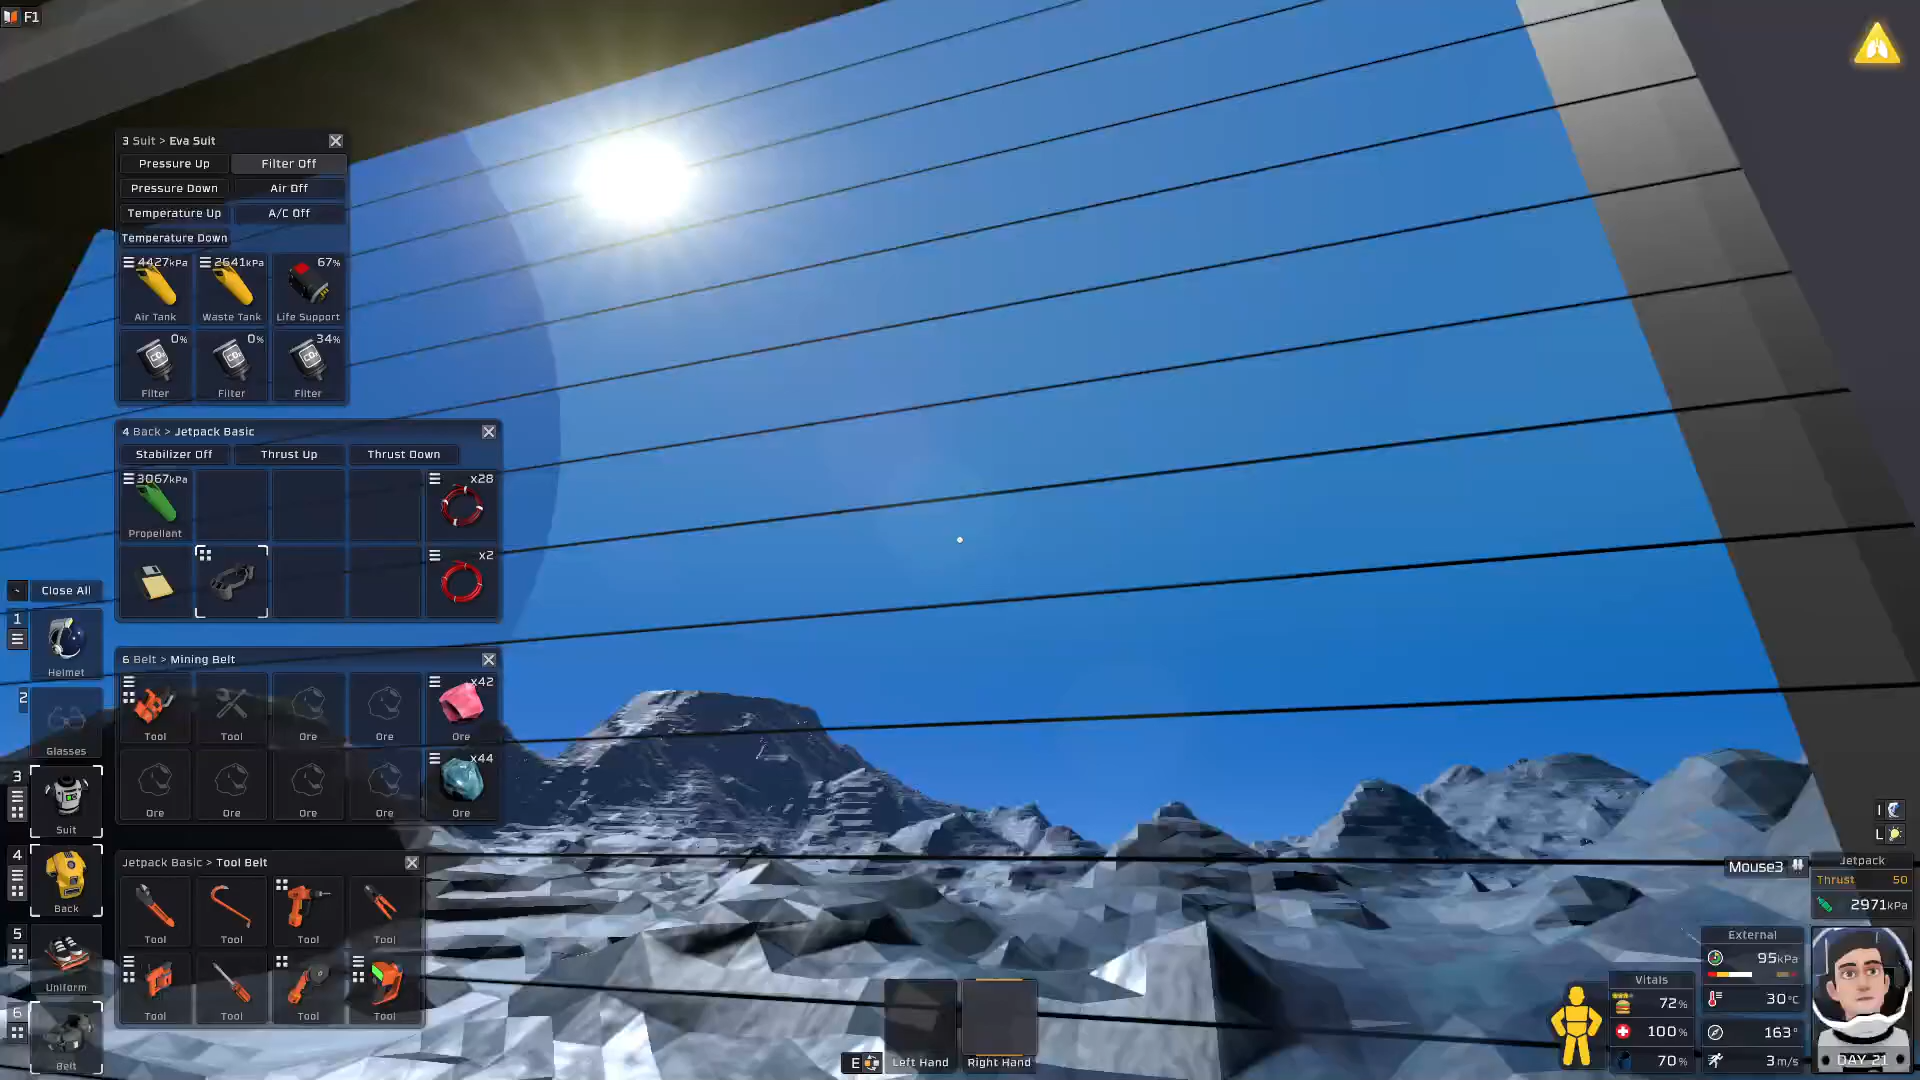 F1
3 Suit > Eva Suit
Pressure Up
Filter Off
Pressure Down
Air Off
Temperature Up
A/C Off
Temperature Down
4427kPa
2641kPa
67%
Air Tank
Waste Tank
Life Support
0%
0%
34%
Filter
Filter
Filter
4 Back > Jetpack Basic
Stabilizer Off
Thrust Up
Thrust Down
3067kPa
x28
Propellant
x2
~
Close All
1
Helmet
2
Glasses
3
Suit
4
Back
5
Uniform
6
Belt
6 Belt > Mining Belt
x42
Tool
Tool
Ore
Ore
Ore
x44
Ore
Ore
Ore
Ore
Ore
Jetpack Basic > Tool Belt
Tool
Tool
Tool
Tool
Tool
Tool
Tool
Tool
E
Left Hand
Right Hand
I
L
Mouse3
Jetpack
Thrust 50
2971kPa
External
95kPa
30°C
163°
3m/s
Vitals
72%
100%
70%
DAY 21